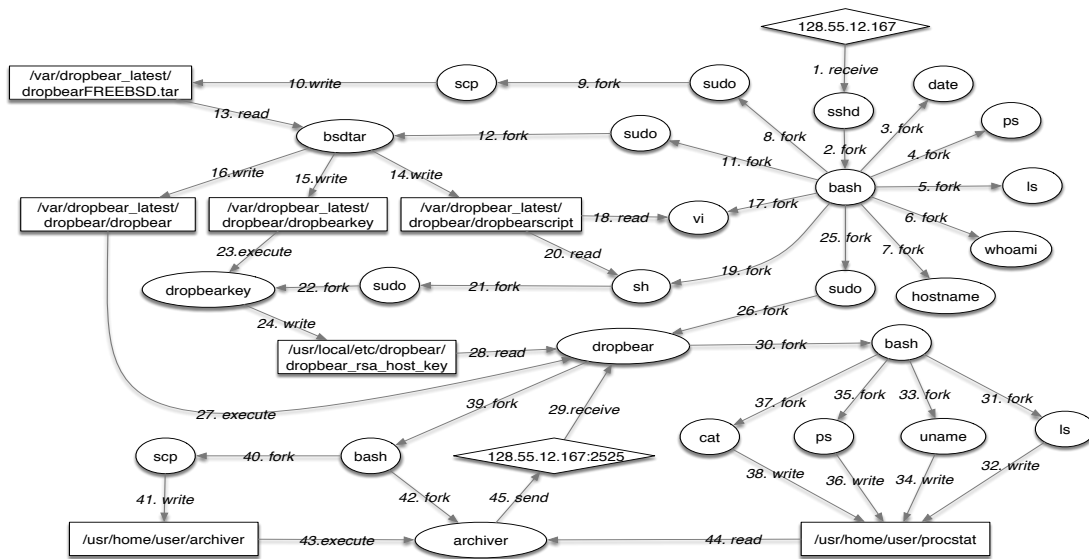 128.55.12.167
1. receive
/var/dropbear_latest/
dropbearFREEBSD.tar
10.write
scp
9. fork
sudo
date
sshd
3. fork
ps
13. read
2. fork
4. fork
8. fork
bsdtar
12. fork
sudo
11. fork
16.write
15.write
14.write
bash
5. fork
ls
/var/dropbear_latest/
dropbear/dropbear
/var/dropbear_latest/
dropbear/dropbearkey
/var/dropbear_latest/
dropbear/dropbearscript
18. read
vi
17. fork
6. fork
whoami
25. fork
7. fork
23.execute
20. read
19. fork
dropbearkey
22. fork
sudo
21. fork
sh
sudo
hostname
24. write
26. fork
/usr/local/etc/dropbear/
dropbear_rsa_host_key
28. read
dropbear
30. fork
bash
27. execute
39. fork
29.receive
37. fork
35. fork
33. fork
31. fork
cat
ps
uname
ls
scp
40. fork
bash
128.55.12.167:2525
38. write
36. write
34. write
32. write
41. write
42. fork
45. send
/usr/home/user/archiver
43.execute
archiver
44. read
/usr/home/user/procstat